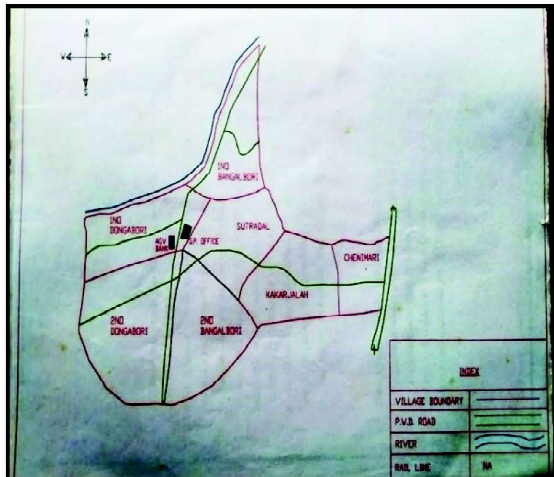 N
W E
S
1NO
BANGALBORI
1NO
DONGABORI
SUTRADAL
AGV
BANK
G.P. OFFICE
CHENIMARI
KAKARJALAH
2ND
DONGABORI
2ND
BANGALBORI
INDEX
VILLAGE BOUNDARY
P.W.D. ROAD
RIVER
RAIL LINE NA